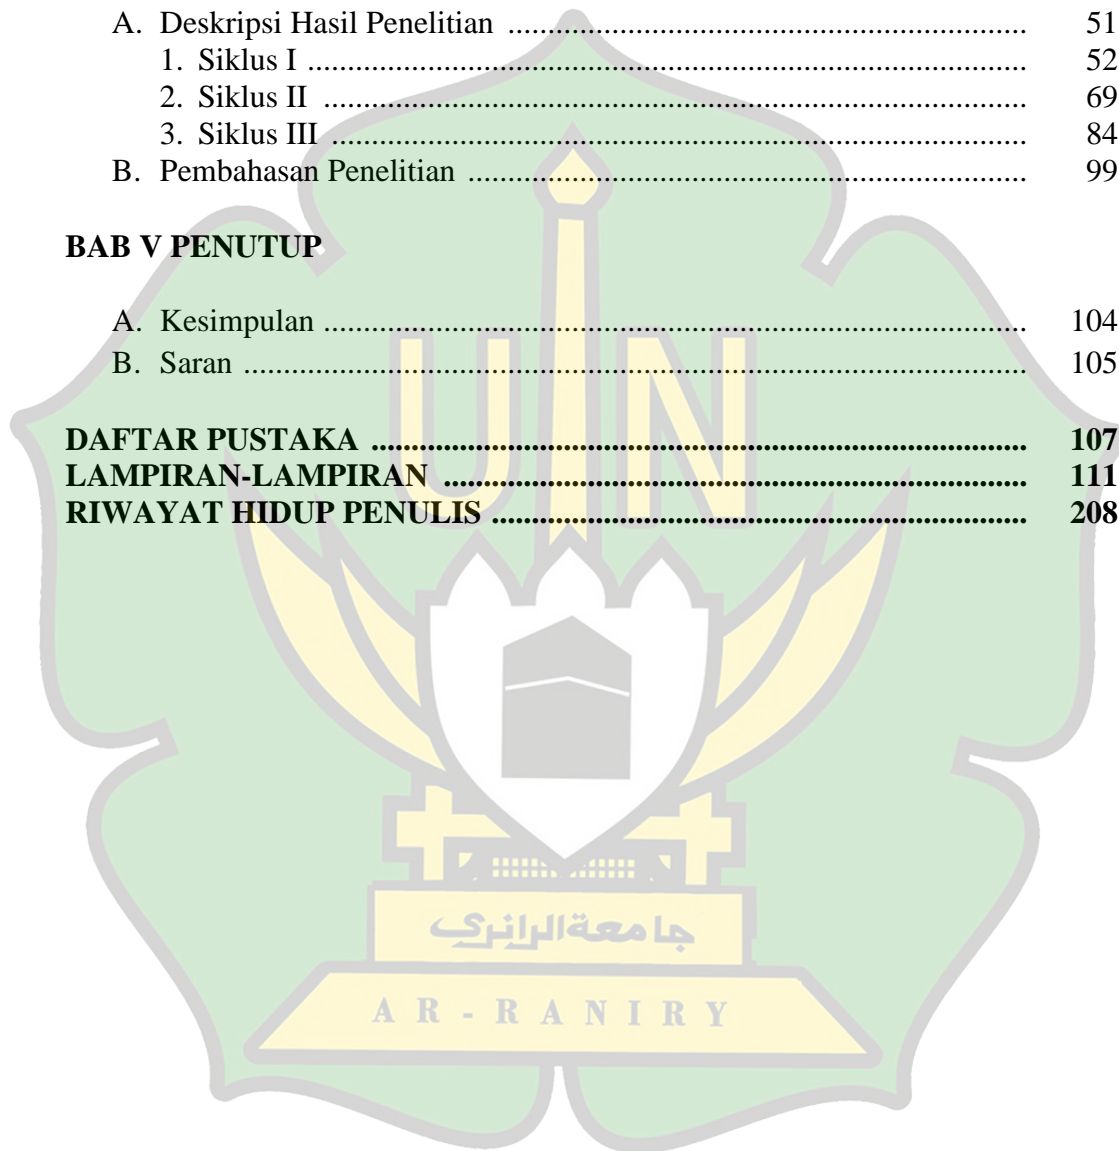 A. Deskripsi Hasil Penelitian ........................................................................ 51
1. Siklus I ........................................................................ 52
2. Siklus II ........................................................................ 69
3. Siklus III ........................................................................ 84
B. Pembahasan Penelitian ........................................................................ 99
BAB V PENUTUP
A. Kesimpulan ........................................................................ 104
B. Saran ........................................................................ 105
DAFTAR PUSTAKA ........................................................................ 107
LAMPIRAN-LAMPIRAN ........................................................................ 111
RIWAYAT HIDUP PENULIS ........................................................................ 208
UIN
جامعة الرانري
AR-RANIRY